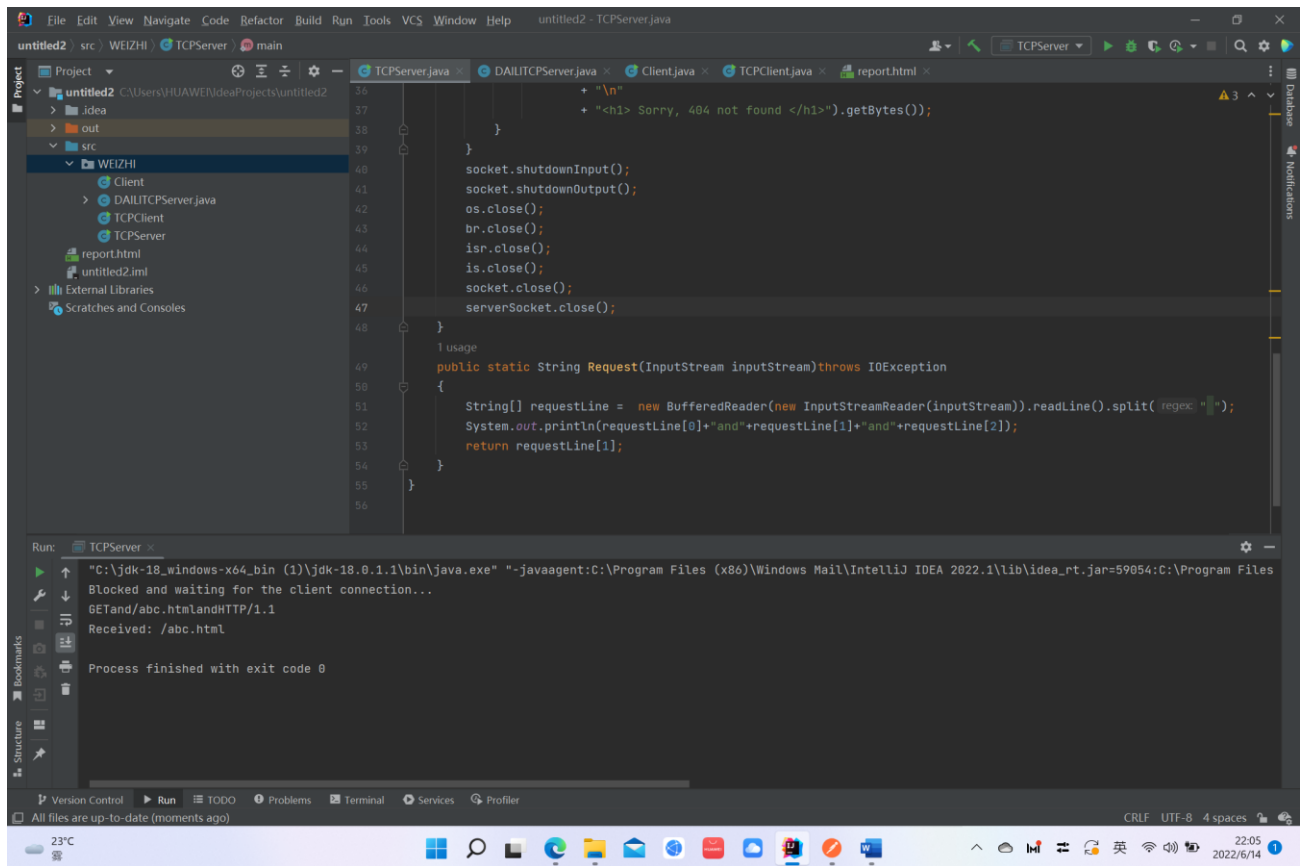 File Edit View Navigate Code Refactor Build Run Tools VCS Window Help untitled2 - TCPServer.java
untitled2 src WEIZHI TCPServer main TCPServer
Project TCPServer.java DAILITCPServer.java Client.java TCPClient.java report.html
Project
untitled2 C:\Users\HUAWEI\IdeaProjects\untitled2
.idea
out
src
WEIZHI
Client
DAILITCPServer.java
TCPClient
TCPServer
report.html
untitled2.iml
External Libraries
Scratches and Consoles
36 + "\n"
37 + "<h1> Sorry, 404 not found </h1>").getBytes());
38 }
39 }
40 socket.shutdownInput();
41 socket.shutdownOutput();
42 os.close();
43 br.close();
44 isr.close();
45 is.close();
46 socket.close();
47 serverSocket.close();
48 }
1 usage
49 public static String Request(InputStream inputStream)throws IOException
50 {
51 String[] requestLine = new BufferedReader(new InputStreamReader(inputStream)).readLine().split( regex: " ");
52 System.out.println(requestLine[0]+"and"+requestLine[1]+"and"+requestLine[2]);
53 return requestLine[1];
54 }
55 }
56
3
Database
Notifications
Run: TCPServer
"C:\jdk-18_windows-x64_bin (1)\jdk-18.0.1.1\bin\java.exe" "-javaagent:C:\Program Files (x86)\Windows Mail\IntelliJ IDEA 2022.1\lib\idea_rt.jar=59054:C:\Program Files
Blocked and waiting for the client connection...
GETand/abc.htmlandHTTP/1.1
Received: /abc.html
Process finished with exit code 0
Bookmarks
Structure
Version Control Run TODO Problems Terminal Services Profiler
All files are up-to-date (moments ago) CRLF UTF-8 4 spaces
23°C
雾
HUAWEI
W
英
22:05
2022/6/14
1